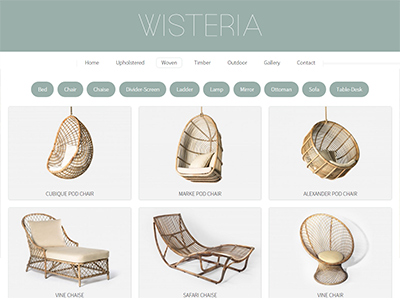 WISTERIA
Home Upholstered Woven Timber Outdoor Gallery Contact
Bed Chair Chaise Divider-Screen Ladder Lamp Mirror Ottoman Sofa Table-Desk
CUBIQUE POD CHAIR MARKE POD CHAIR ALEXANDER POD CHAIR
VINE CHAISE SAFARI CHAISE VINE CHAIR